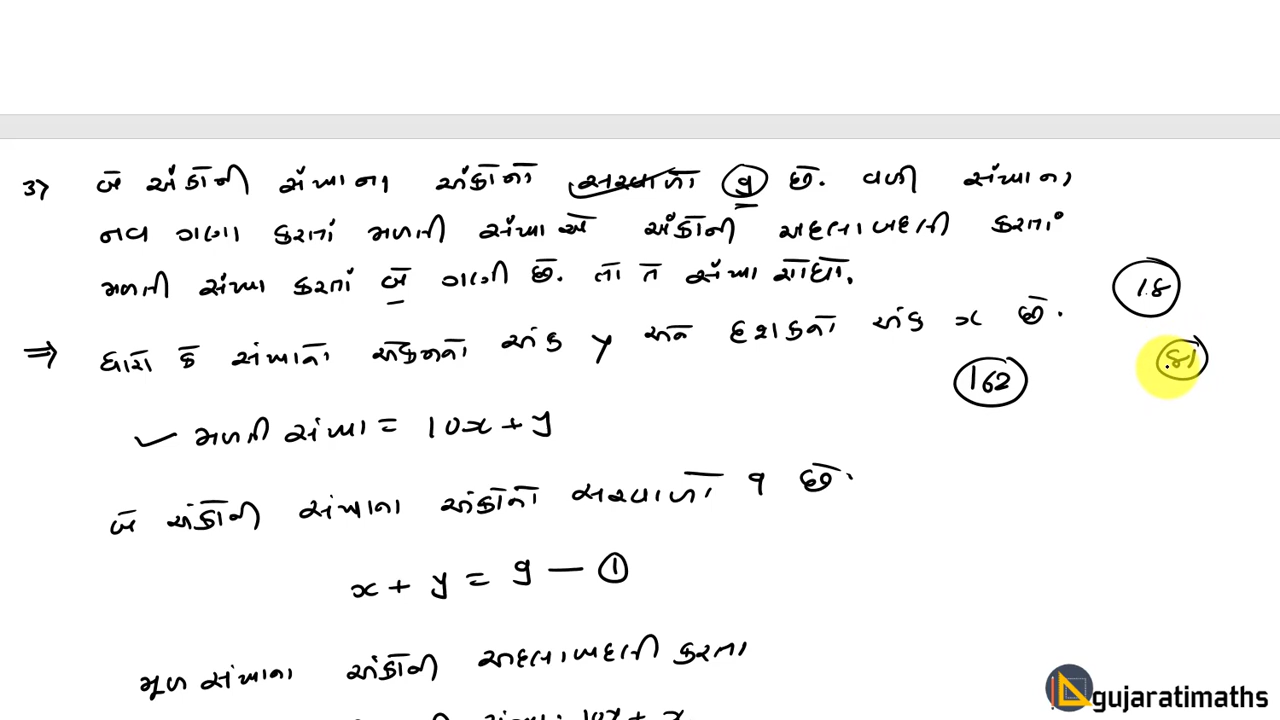 3) બે અંકોની સંખ્યાના અંકોનો સરવાળો 9 છે. વળી સંખ્યાના
નવ ગણા કરતાં મળતી સંખ્યા એ અંકોની અદલાબદલી કરતાં
મળતી સંખ્યા કરતાં બે ગણી છે. તો તે સંખ્યા શોધો.
18
⇒ ધારો કે સંખ્યાનો એકમનો અંક y અને દશકનો અંક x છે.
81
162
✓ મળતી સંખ્યા = 10x + y
બે અંકોની સંખ્યાના અંકોનો સરવાળો 9 છે.
x + y = 9 — ①
મૂળ સંખ્યાના અંકોની અદલાબદલી કરતા
gujaratimaths